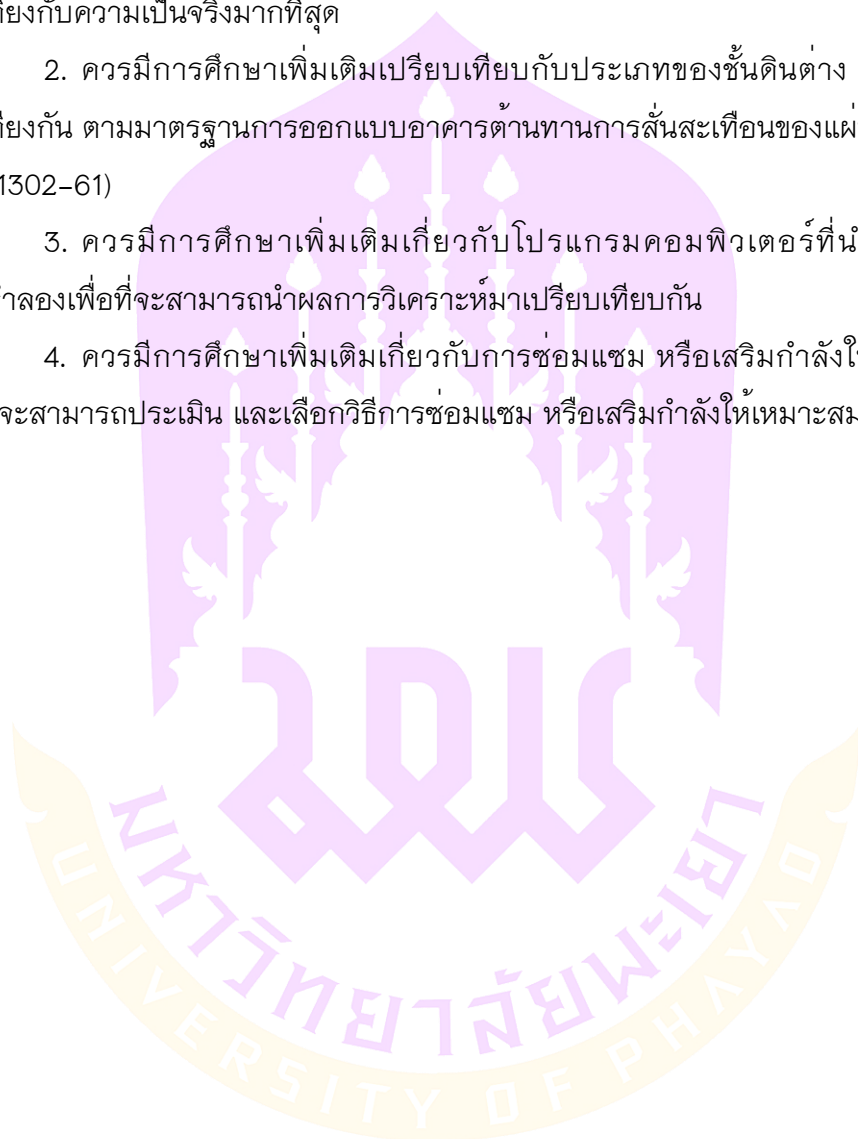 คียงกับความเป็นจริงมากที่สุด
2. ควรมีการศึกษาเพิ่มเติมเปรียบเทียบกับประเภทของชั้นดินต่าง
คียงกัน ตามมาตรฐานการออกแบบอาคารต้านทานการสั่นสะเทือนของแผ่
1302-61)
3. ควรมีการศึกษาเพิ่มเติมเกี่ยวกับโปรแกรมคอมพิวเตอร์ที่นำ
ำลองเพื่อที่จะสามารถนำผลการวิเคราะห์มาเปรียบเทียบกัน
4. ควรมีการศึกษาเพิ่มเติมเกี่ยวกับการซ่อมแซม หรือเสริมกำลังให
จะสามารถประเมิน และเลือกวิธีการซ่อมแซม หรือเสริมกำลังให้เหมาะสม
มหาวิทยาลัยพะเยา
UNIVERSITY OF PHAYAO